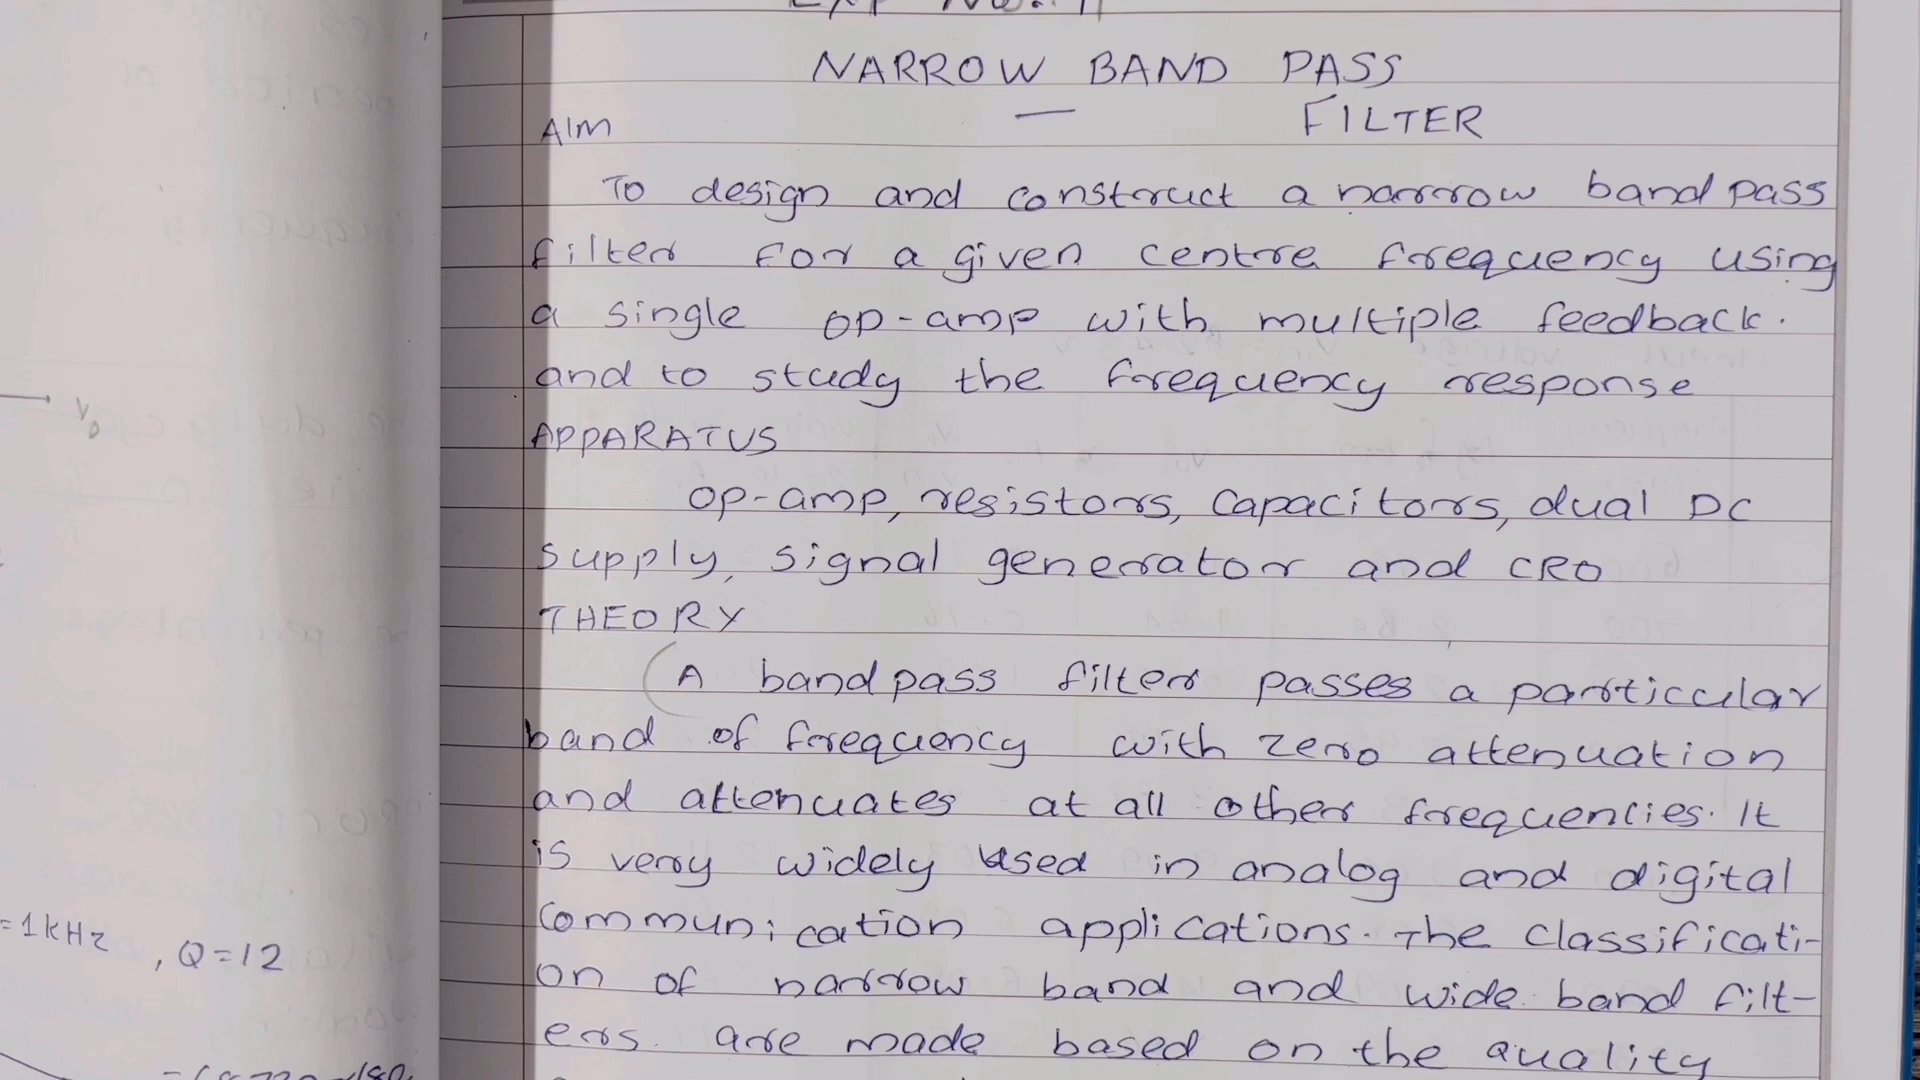 NARROW BAND PASS
FILTER
AIM
To design and construct a narrow band pass
filter for a given centre frequency using
a single op-amp with multiple feedback.
and to study the frequency response
APPARATUS
op-amp, resistors, capacitors, dual DC
supply, signal generator and CRO
THEORY
A band pass filter passes a particular
band of frequency with zero attenuation
and attenuates at all other frequencies. It
is very widely used in analog and digital
communication applications. The classificati-
on of narrow band and wide band filt-
ers. are made based on the quality
= 1 kHz , Q = 12